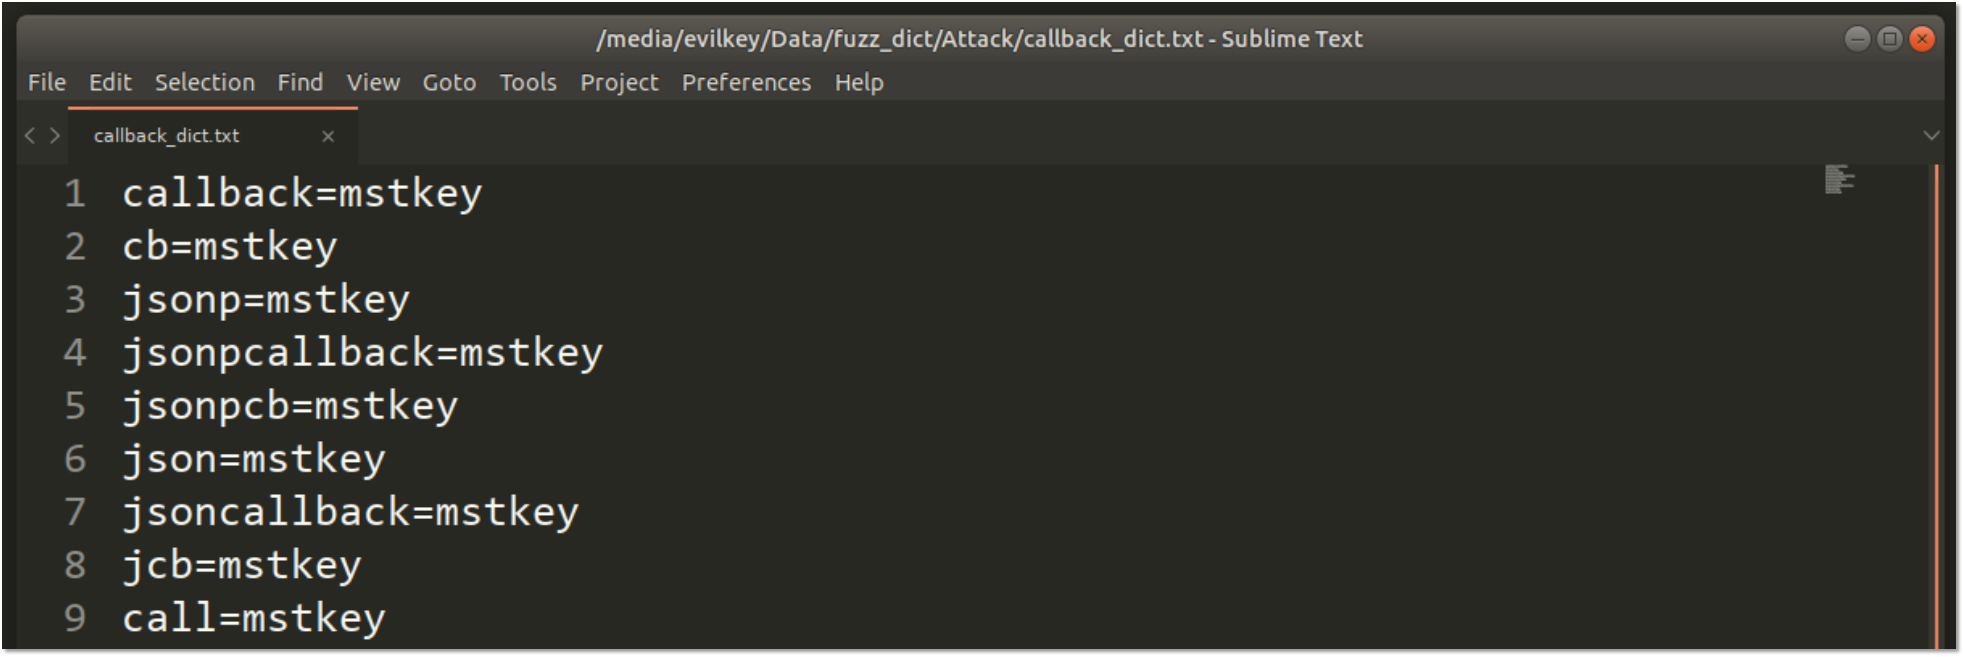 /media/evilkey/Data/fuzz_dict/Attack/callback_dict.txt - Sublime Text
File Edit Selection Find View Goto Tools Project Preferences Help
callback_dict.txt
1 callback=mstkey
2 cb=mstkey
3 jsonp=mstkey
4 jsonpcallback=mstkey
5 jsonpcb=mstkey
6 json=mstkey
7 jsoncallback=mstkey
8 jcb=mstkey
9 call=mstkey